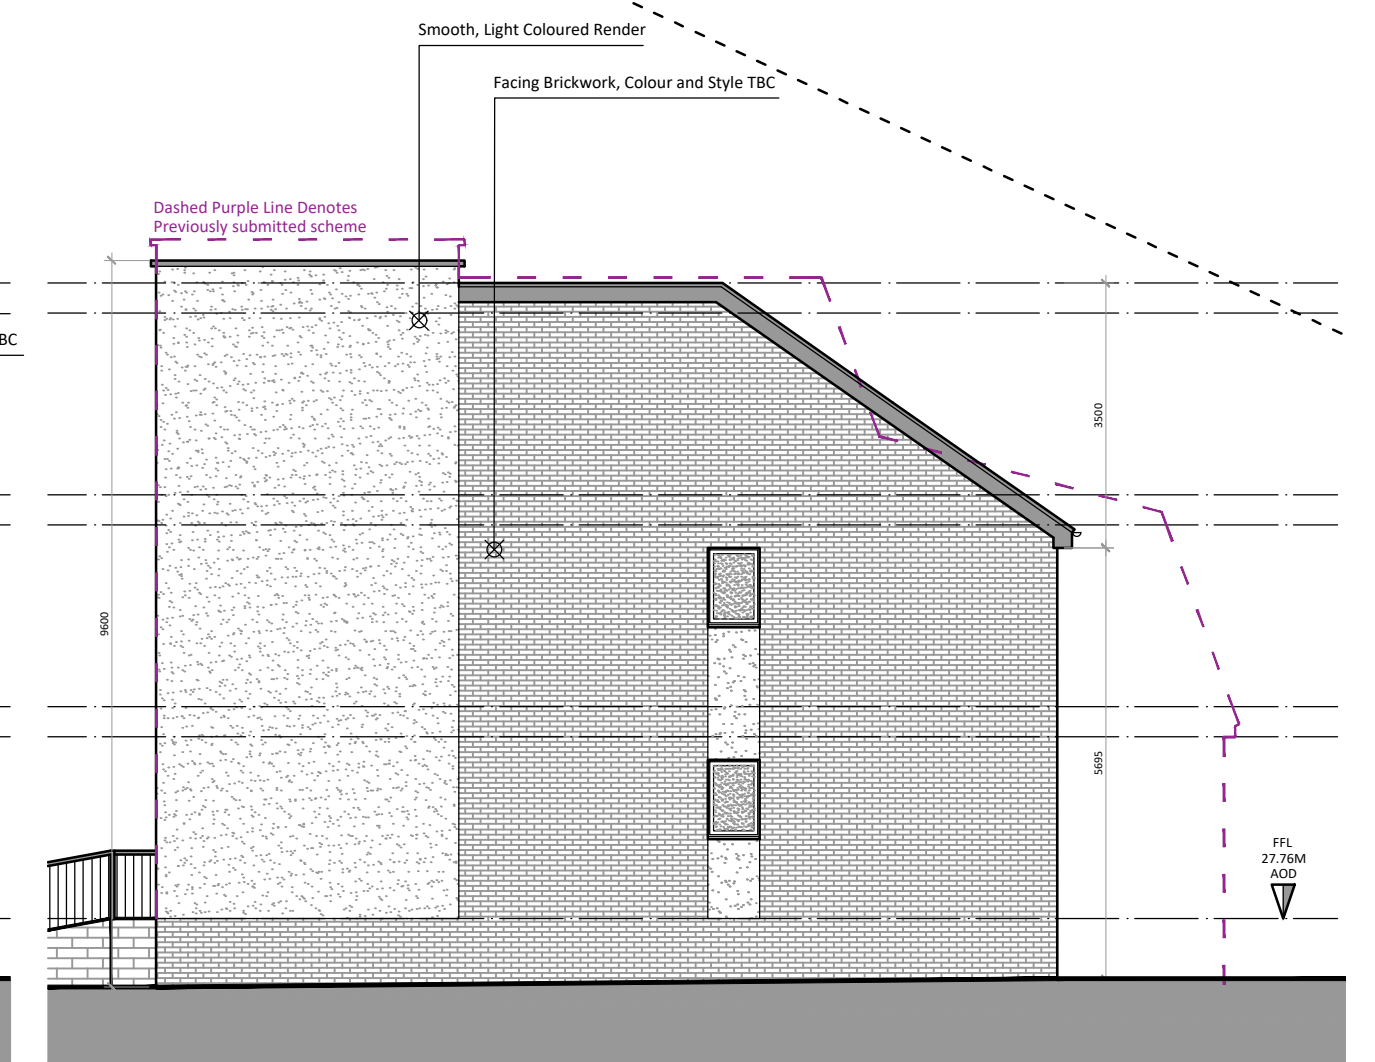 Smooth, Light Coloured Render
Facing Brickwork, Colour and Style TBC
Dashed Purple Line Denotes
Previously submitted scheme
BC
3500
9600
5695
FFL
27.76M
AOD